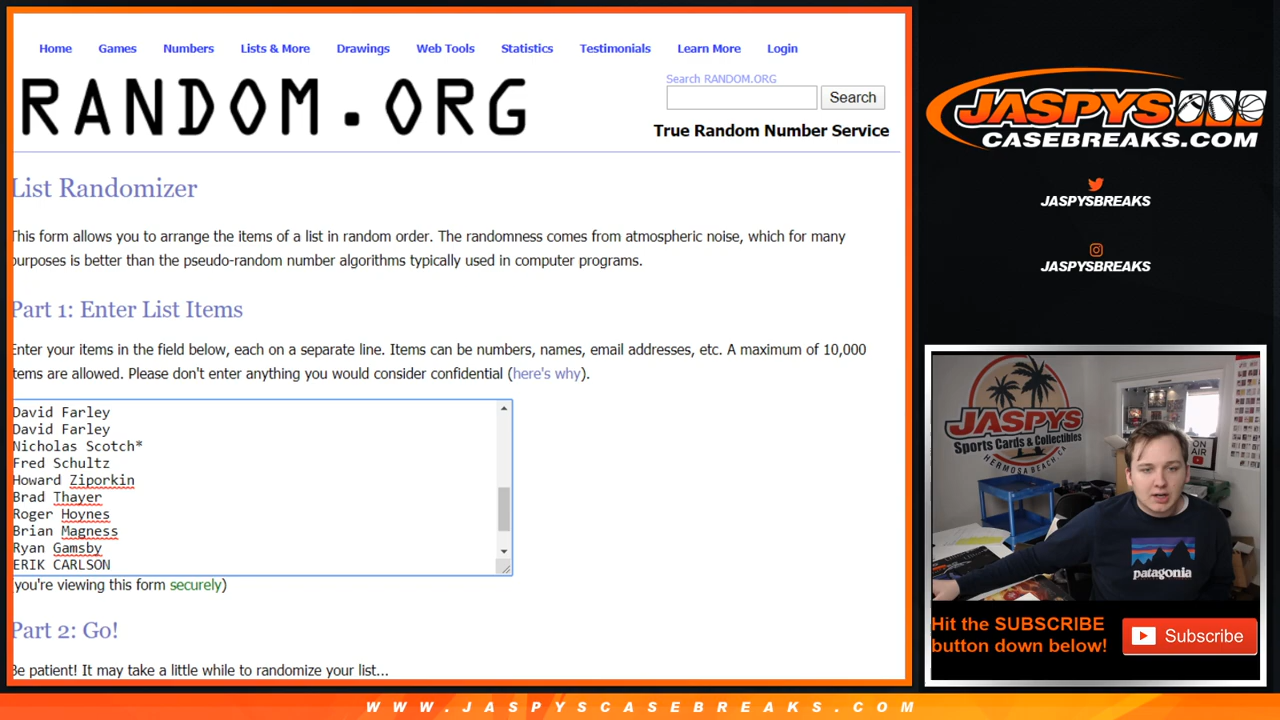 Home Games Numbers Lists & More Drawings Web Tools Statistics Testimonials Learn More Login
RANDOM.ORG
Search RANDOM.ORG
Search
True Random Number Service
List Randomizer
This form allows you to arrange the items of a list in random order. The randomness comes from atmospheric noise, which for many
purposes is better than the pseudo-random number algorithms typically used in computer programs.
Part 1: Enter List Items
Enter your items in the field below, each on a separate line. Items can be numbers, names, email addresses, etc. A maximum of 10,000
items are allowed. Please don't enter anything you would consider confidential (here's why).
David Farley
David Farley
Nicholas Scotch*
Fred Schultz
Howard Ziporkin
Brad Thayer
Roger Hoynes
Brian Magness
Ryan Gamsby
ERIK CARLSON
(you're viewing this form securely)
Part 2: Go!
Be patient! It may take a little while to randomize your list...
JASPYS
CASEBREAKS.COM
JASPYSBREAKS
JASPYSBREAKS
JASPYS
Sports Cards & Collectibles
HERMOSA BEACH, CA
ON
AIR
patagonia
Hit the SUBSCRIBE
button down below!
Subscribe
WWW.JASPYSCASEBREAKS.COM